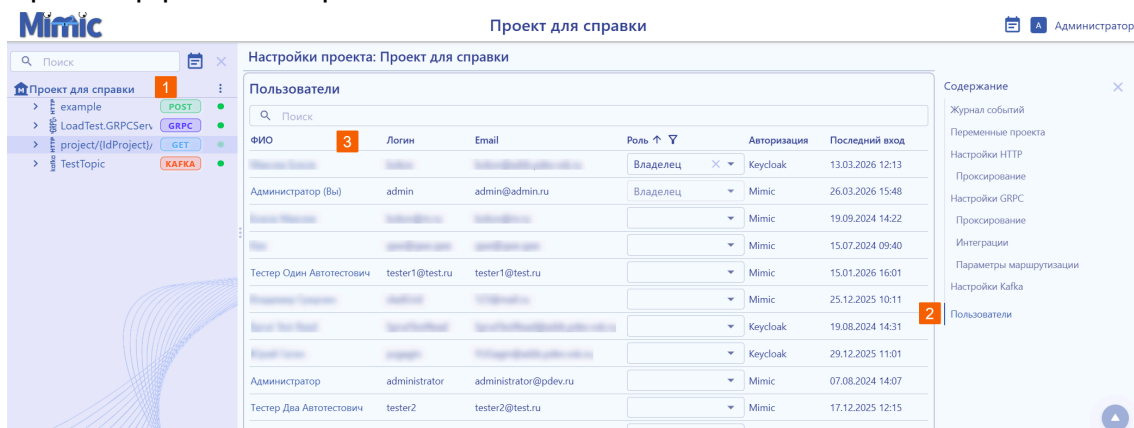 Mimic
Проект для справки
A Администратор
Поиск
Проект для справки 1
HTTP example POST
GRPC LoadTest.GRPCServ GRPC
HTTP project/{IdProject}/ GET
Kafka TestTopic KAFKA
Настройки проекта: Проект для справки
Пользователи
Поиск
3
ФИО Логин Email Роль Авторизация Последний вход
Владелец Keycloak 13.03.2026 12:13
Администратор (Вы) admin admin@admin.ru Владелец Mimic 26.03.2026 15:48
Mimic 19.09.2024 14:22
Mimic 15.07.2024 09:40
Тестер Один Автотестович tester1@test.ru tester1@test.ru Mimic 15.01.2026 16:01
Mimic 25.12.2025 10:11
Keycloak 19.08.2024 14:31
Keycloak 29.12.2025 11:01
Администратор administrator administrator@pdev.ru Mimic 07.08.2024 14:07
Тестер Два Автотестович tester2 tester2@test.ru Mimic 17.12.2025 12:15
Содержание
Журнал событий
Переменные проекта
Настройки HTTP
Проксирование
Настройки GRPC
Проксирование
Интеграции
Параметры маршрутизации
Настройки Kafka
2 Пользователи